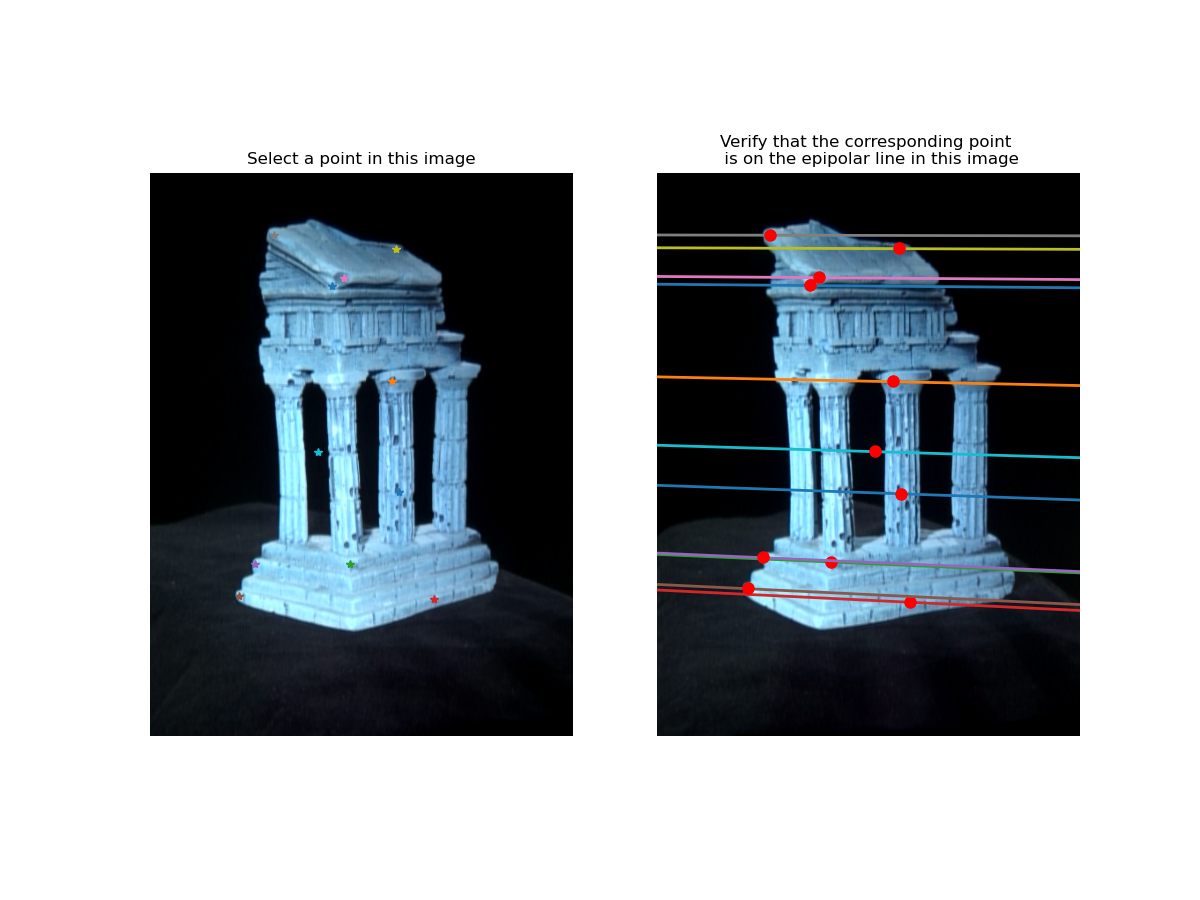 Select a point in this image
Verify that the corresponding point
is on the epipolar line in this image